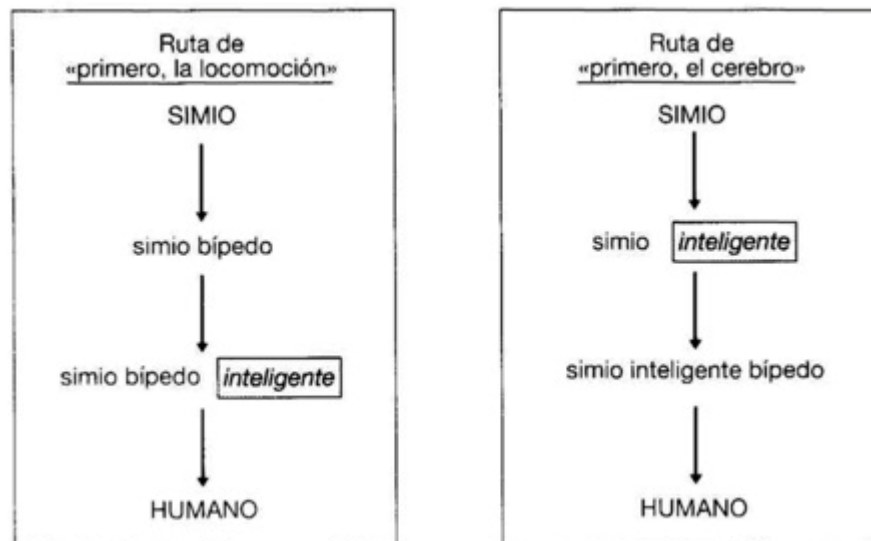 Ruta de
«primero, la locomoción»
SIMIO
simio bípedo
simio bípedo inteligente
HUMANO
Ruta de
«primero, el cerebro»
SIMIO
simio inteligente
simio inteligente bípedo
HUMANO